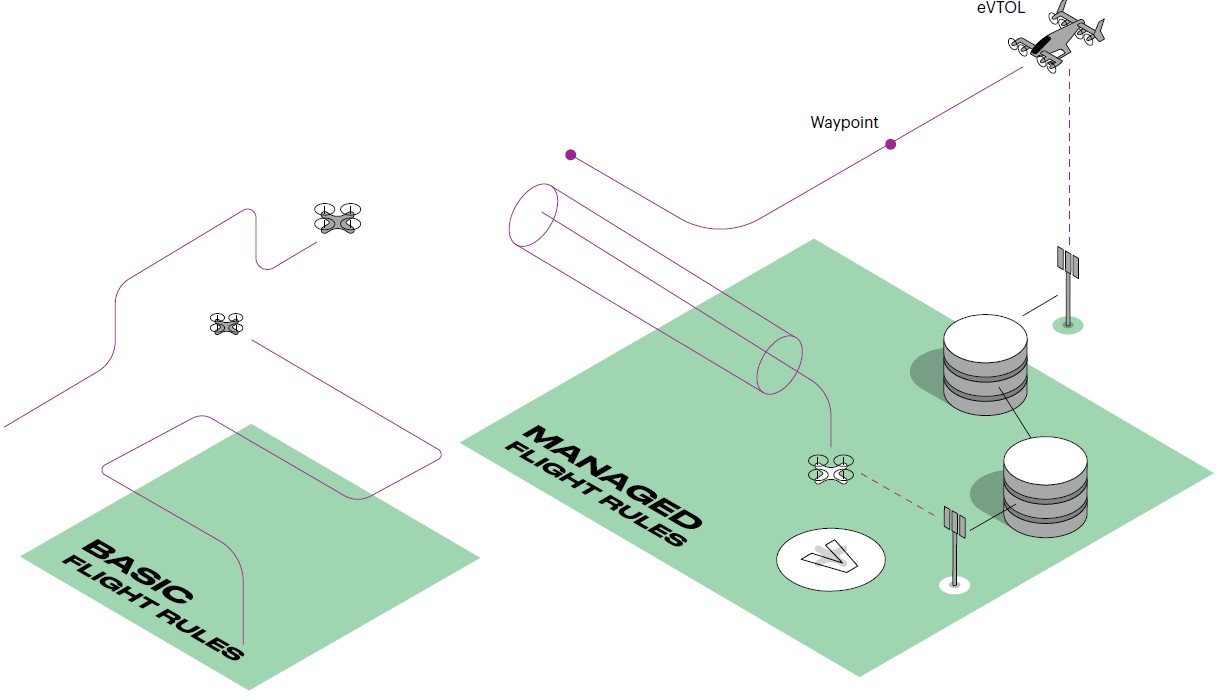 eVTOL
Waypoint
MANAGED
FLIGHT RULES
V
BASIC
FLIGHT RULES